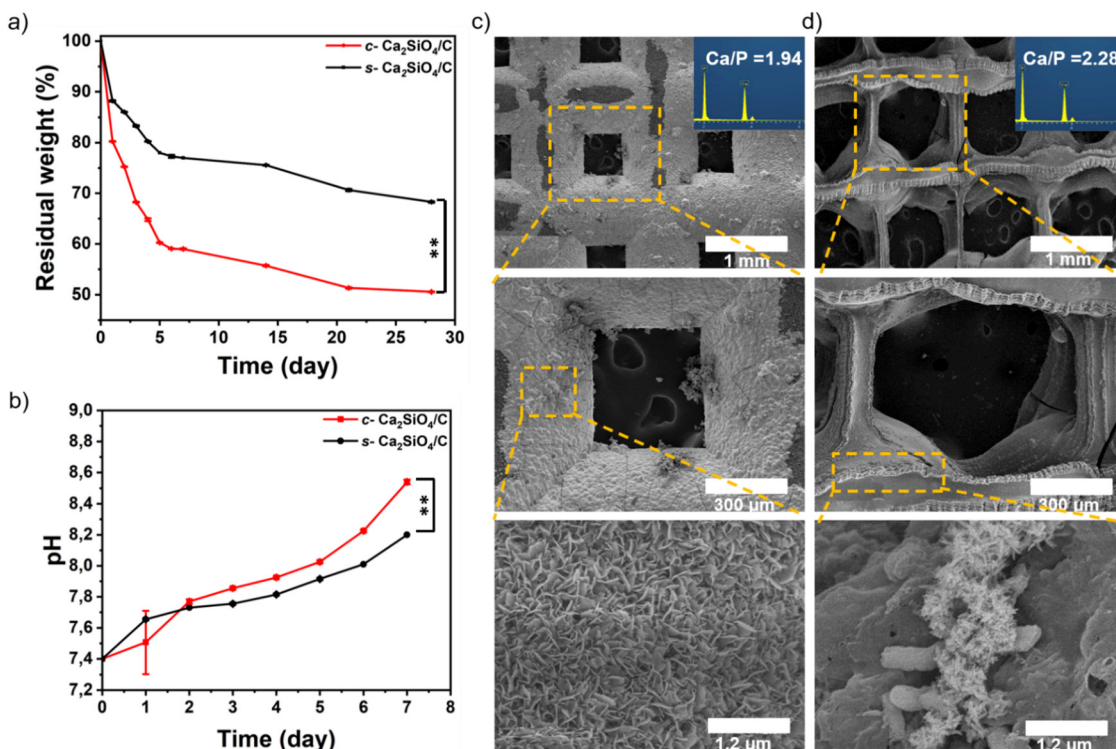 a)
100
90
80
70
60
50
Residual weight (%)
c- Ca₂SiO₄/C
s- Ca₂SiO₄/C
**
0 5 10 15 20 25 30
Time (day)
b)
9,0
8,8
8,6
8,4
8,2
8,0
7,8
7,6
7,4
7,2
pH
c- Ca₂SiO₄/C
s- Ca₂SiO₄/C
**
0 1 2 3 4 5 6 7 8
Time (day)
c)
Ca/P =1.94
1 mm
300 µm
1.2 µm
d)
Ca/P =2.28
1 mm
300 µm
1.2 µm